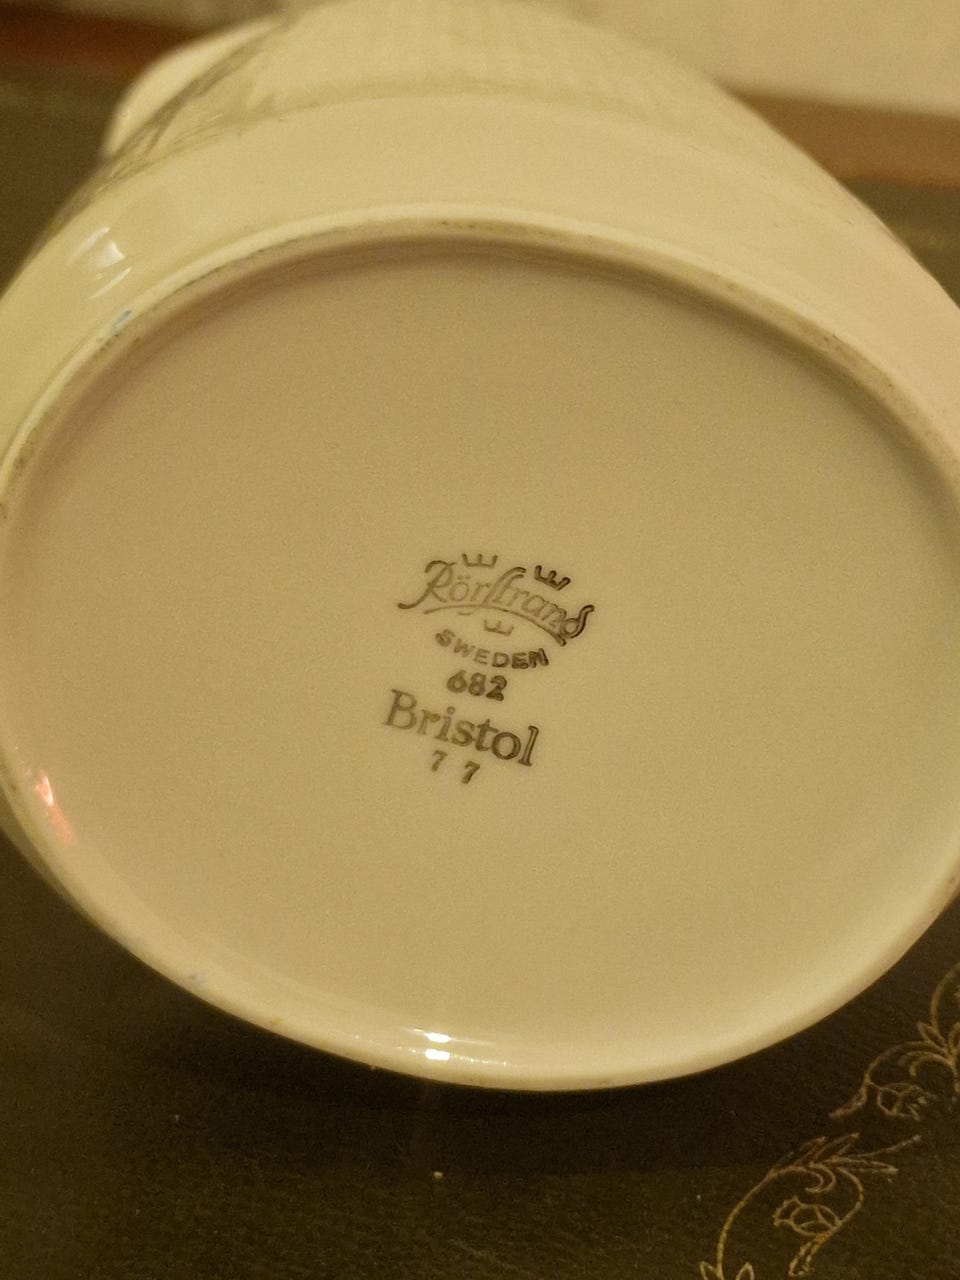 Rörstrand
SWEDEN
682
Bristol
7 7